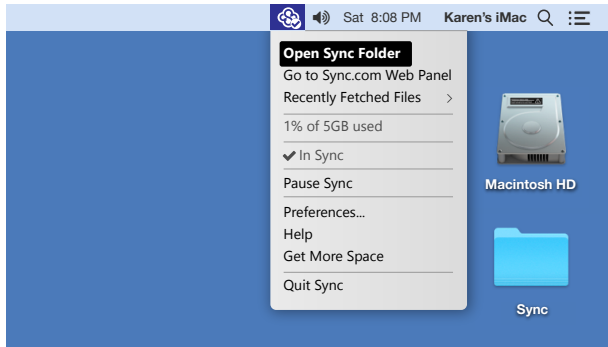 Sat 8:08 PM Karen's iMac
Open Sync Folder
Go to Sync.com Web Panel
Recently Fetched Files
1% of 5GB used
In Sync
Pause Sync
Macintosh HD
Preferences...
Help
Get More Space
Quit Sync
Sync